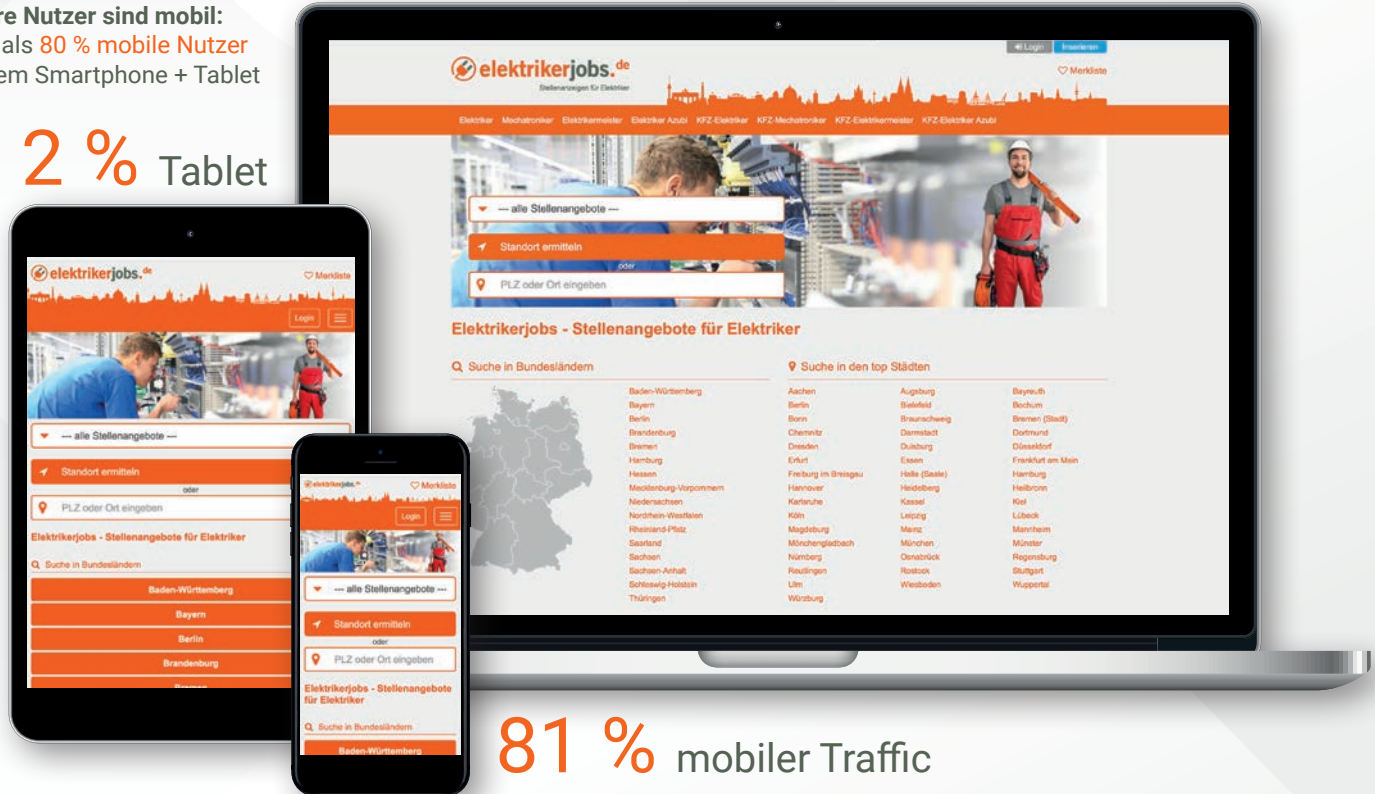 re Nutzer sind mobil:
als 80 % mobile Nutzer
em Smartphone + Tablet
2 % Tablet
elektrikerjobs.de
Stellenanzeigen für Elektriker
Login
Inserieren
Merkliste
Elektriker Mechatroniker Elektrikermeister Elektriker Azubi KFZ-Elektriker KFZ-Mechatroniker KFZ-Elektrikermeister KFZ-Elektriker Azubi
--- alle Stellenangebote ---
Standort ermitteln
oder
PLZ oder Ort eingeben
Elektrikerjobs - Stellenangebote für Elektriker
Suche in Bundesländern
Baden-Württemberg
Bayern
Berlin
Brandenburg
Bremen
Hamburg
Hessen
Mecklenburg-Vorpommern
Niedersachsen
Nordrhein-Westfalen
Rheinland-Pfalz
Saarland
Sachsen
Sachsen-Anhalt
Schleswig-Holstein
Thüringen
Suche in den top Städten
Aachen Augsburg Bayreuth
Berlin Bielefeld Bochum
Bonn Braunschweig Bremen (Stadt)
Chemnitz Darmstadt Dortmund
Dresden Duisburg Düsseldorf
Erfurt Essen Frankfurt am Main
Freiburg im Breisgau Halle (Saale) Hamburg
Hannover Heidelberg Heilbronn
Karlsruhe Kassel Kiel
Köln Leipzig Lübeck
Magdeburg Mainz Mannheim
Mönchengladbach München Münster
Nürnberg Osnabrück Regensburg
Reutlingen Rostock Stuttgart
Ulm Wiesbaden Wuppertal
Würzburg
elektrikerjobs.de
Merkliste
Login
--- alle Stellenangebote ---
Standort ermitteln
oder
PLZ oder Ort eingeben
Elektrikerjobs - Stellenangebote für Elektriker
Suche in Bundesländern
Baden-Württemberg
Bayern
Berlin
Brandenburg
Bremen
elektrikerjobs.de
Merkliste
Login
--- alle Stellenangebote ---
Standort ermitteln
oder
PLZ oder Ort eingeben
Elektrikerjobs - Stellenangebote
für Elektriker
Suche in Bundesländern
Baden-Württemberg
81 % mobiler Traffic